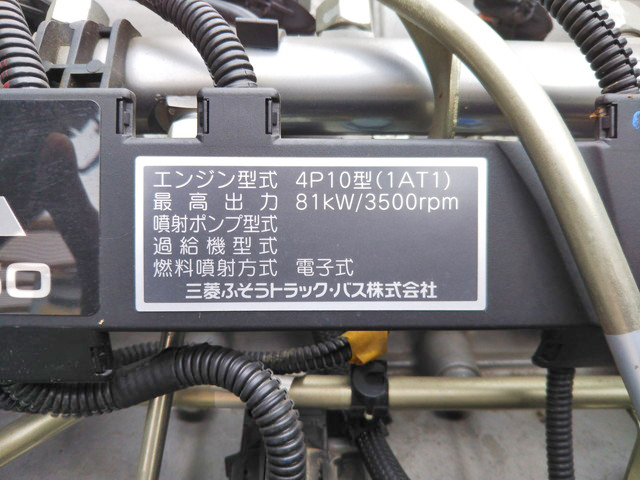 エンジン型式 4P10型(1AT1)
最高出力 81kW/3500rpm
噴射ポンプ型式
過給機型式
燃料噴射方式 電子式
三菱ふそうトラック・バス株式会社